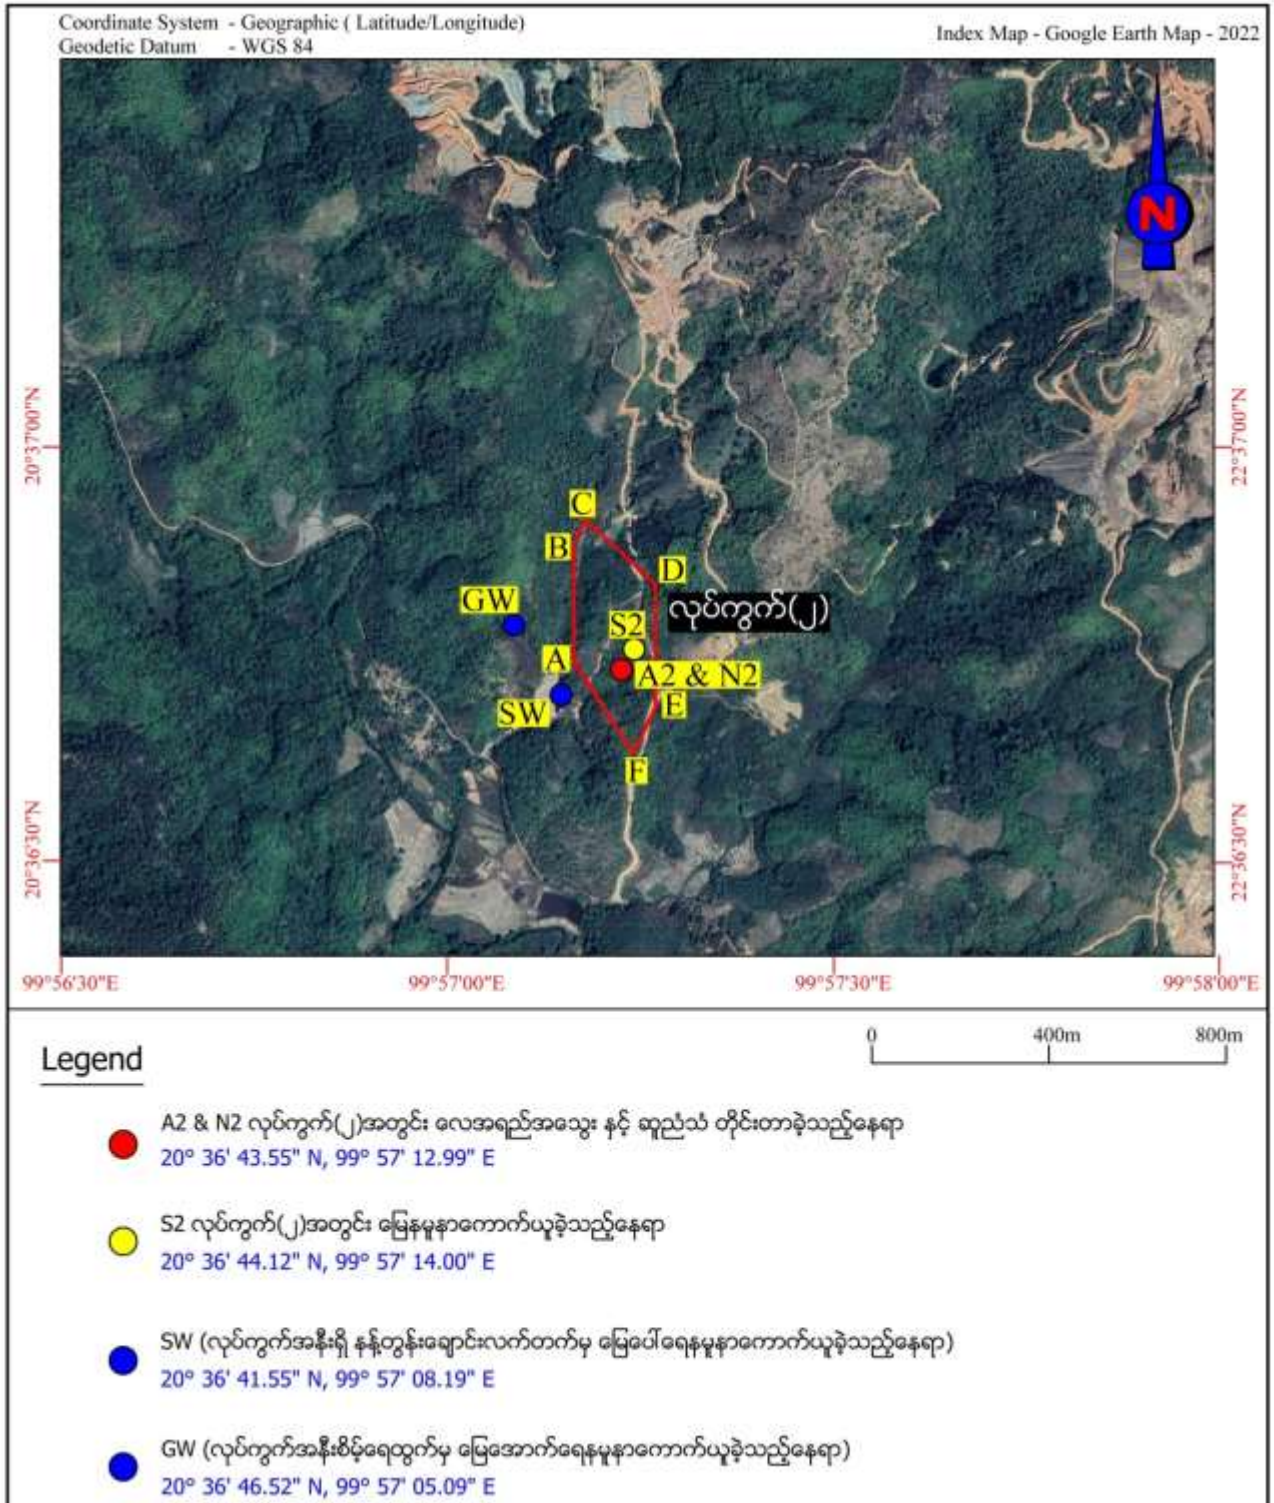 Coordinate System - Geographic ( Latitude/Longitude)
Geodetic Datum - WGS 84
Index Map - Google Earth Map - 2022
N
20°37'00"N
22°37'00"N
C
B
D
GW
လုပ်ကွက်(၂)
S2
A
A2 & N2
SW
E
F
20°36'30"N
22°36'30"N
99°56'30"E
99°57'00"E
99°57'30"E
99°58'00"E
0
400m
800m
Legend
A2 & N2 လုပ်ကွက်(၂)အတွင်း လေအရည်အသွေး နှင့် ဆူညံသံ တိုင်းတာခဲ့သည့်နေရာ
20° 36' 43.55" N, 99° 57' 12.99" E
S2 လုပ်ကွက်(၂)အတွင်း မြေနမူနာကောက်ယူခဲ့သည့်နေရာ
20° 36' 44.12" N, 99° 57' 14.00" E
SW (လုပ်ကွက်အနီးရှိ နန့်တွန်းချောင်းလက်တက်မှ မြေပေါ်ရေနမူနာကောက်ယူခဲ့သည့်နေရာ)
20° 36' 41.55" N, 99° 57' 08.19" E
GW (လုပ်ကွက်အနီးစိမ့်ရေထွက်မှ မြေအောက်ရေနမူနာကောက်ယူခဲ့သည့်နေရာ)
20° 36' 46.52" N, 99° 57' 05.09" E